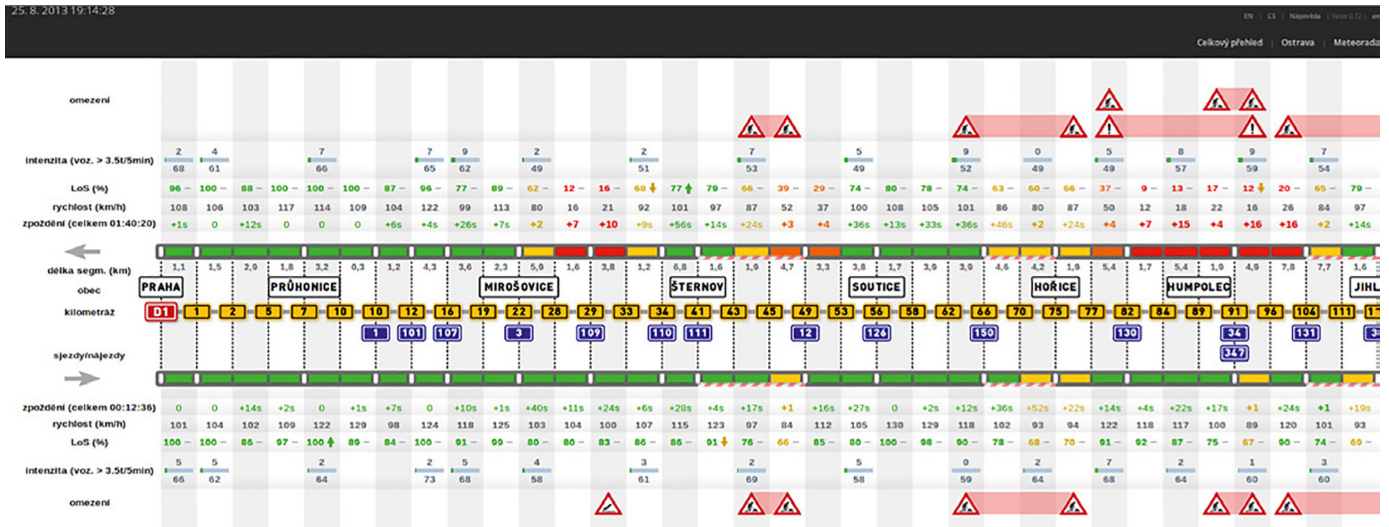 25. 8. 2013 19:14:28
EN | CS | Nápověda | Verze 0.72 |
Celkový přehled | Ostrava | Meteorada
omezení
2 4 7 7 9 2 2 7 5 9 0 5 8 9 7
intenzita (voz. > 3.5t/5min)
68 61 66 65 62 49 51 53 49 52 49 49 57 59 54
LoS (%) 96 – 100 – 88 – 100 – 100 – 100 – 87 – 96 – 77 – 89 – 62 – 12 – 16 – 68 77 79 – 66 – 39 – 29 – 74 – 80 – 78 – 74 – 63 – 60 – 66 – 37 – 9 – 13 – 17 – 12 20 – 65 – 79 –
rychlost (km/h) 108 106 103 117 114 109 104 122 99 113 80 16 21 92 101 97 87 52 37 100 108 105 101 86 80 87 50 12 18 22 16 26 84 97
zpoždění (celkem 01:40:20) +1s 0 +12s 0 0 0 +6s +4s +26s +7s +2 +7 +10 +9s +56s +14s +24s +3 +4 +36s +13s +33s +36s +46s +2 +24s +4 +7 +15 +4 +16 +16 +2 +14s
délka segm. (km) 1,1 1,5 2,9 1,8 3,2 0,3 1,2 4,3 3,6 2,3 5,9 1,6 3,8 1,2 6,8 1,6 1,9 4,7 3,3 3,8 1,7 3,9 3,9 4,6 4,2 1,9 5,4 1,7 5,4 1,9 4,9 7,8 7,7 1,6
obec PRAHA PRŮHONICE MIROŠOVICE ŠTERNOV SOUTICE HOŘICE HUMPOLEC JIHL
kilometráž D1 1 2 5 7 10 10 12 16 19 22 28 29 33 34 41 43 45 49 53 56 58 62 66 70 75 77 82 84 89 91 96 104 111
1 101 107 3 109 110 111 12 126 150 130 34 131
sjezdy/nájezdy 347
zpoždění (celkem 00:12:36) 0 0 +14s +2s 0 +1s +7s 0 +10s +1s +40s +11s +24s +6s +28s +4s +17s +1 +16s +27s 0 +2s +12s +36s +52s +22s +14s +4s +22s +17s +1 +24s +1 +19s
rychlost (km/h) 101 104 102 109 122 129 98 124 118 125 103 104 100 107 115 123 97 84 112 105 130 129 118 102 93 94 122 118 117 100 89 120 101 93
LoS (%) 100 – 100 – 86 – 97 – 100 89 – 84 – 100 – 91 – 99 – 80 – 80 – 83 – 86 – 86 – 91 76 – 66 – 85 – 80 – 100 – 98 – 90 – 78 – 68 – 70 – 91 – 92 – 87 – 75 – 67 – 90 – 74 – 69 –
5 5 2 2 5 4 3 2 5 0 2 7 2 1 3
intenzita (voz. > 3.5t/5min)
66 62 64 73 68 58 61 69 58 59 64 68 64 60 60
omezení